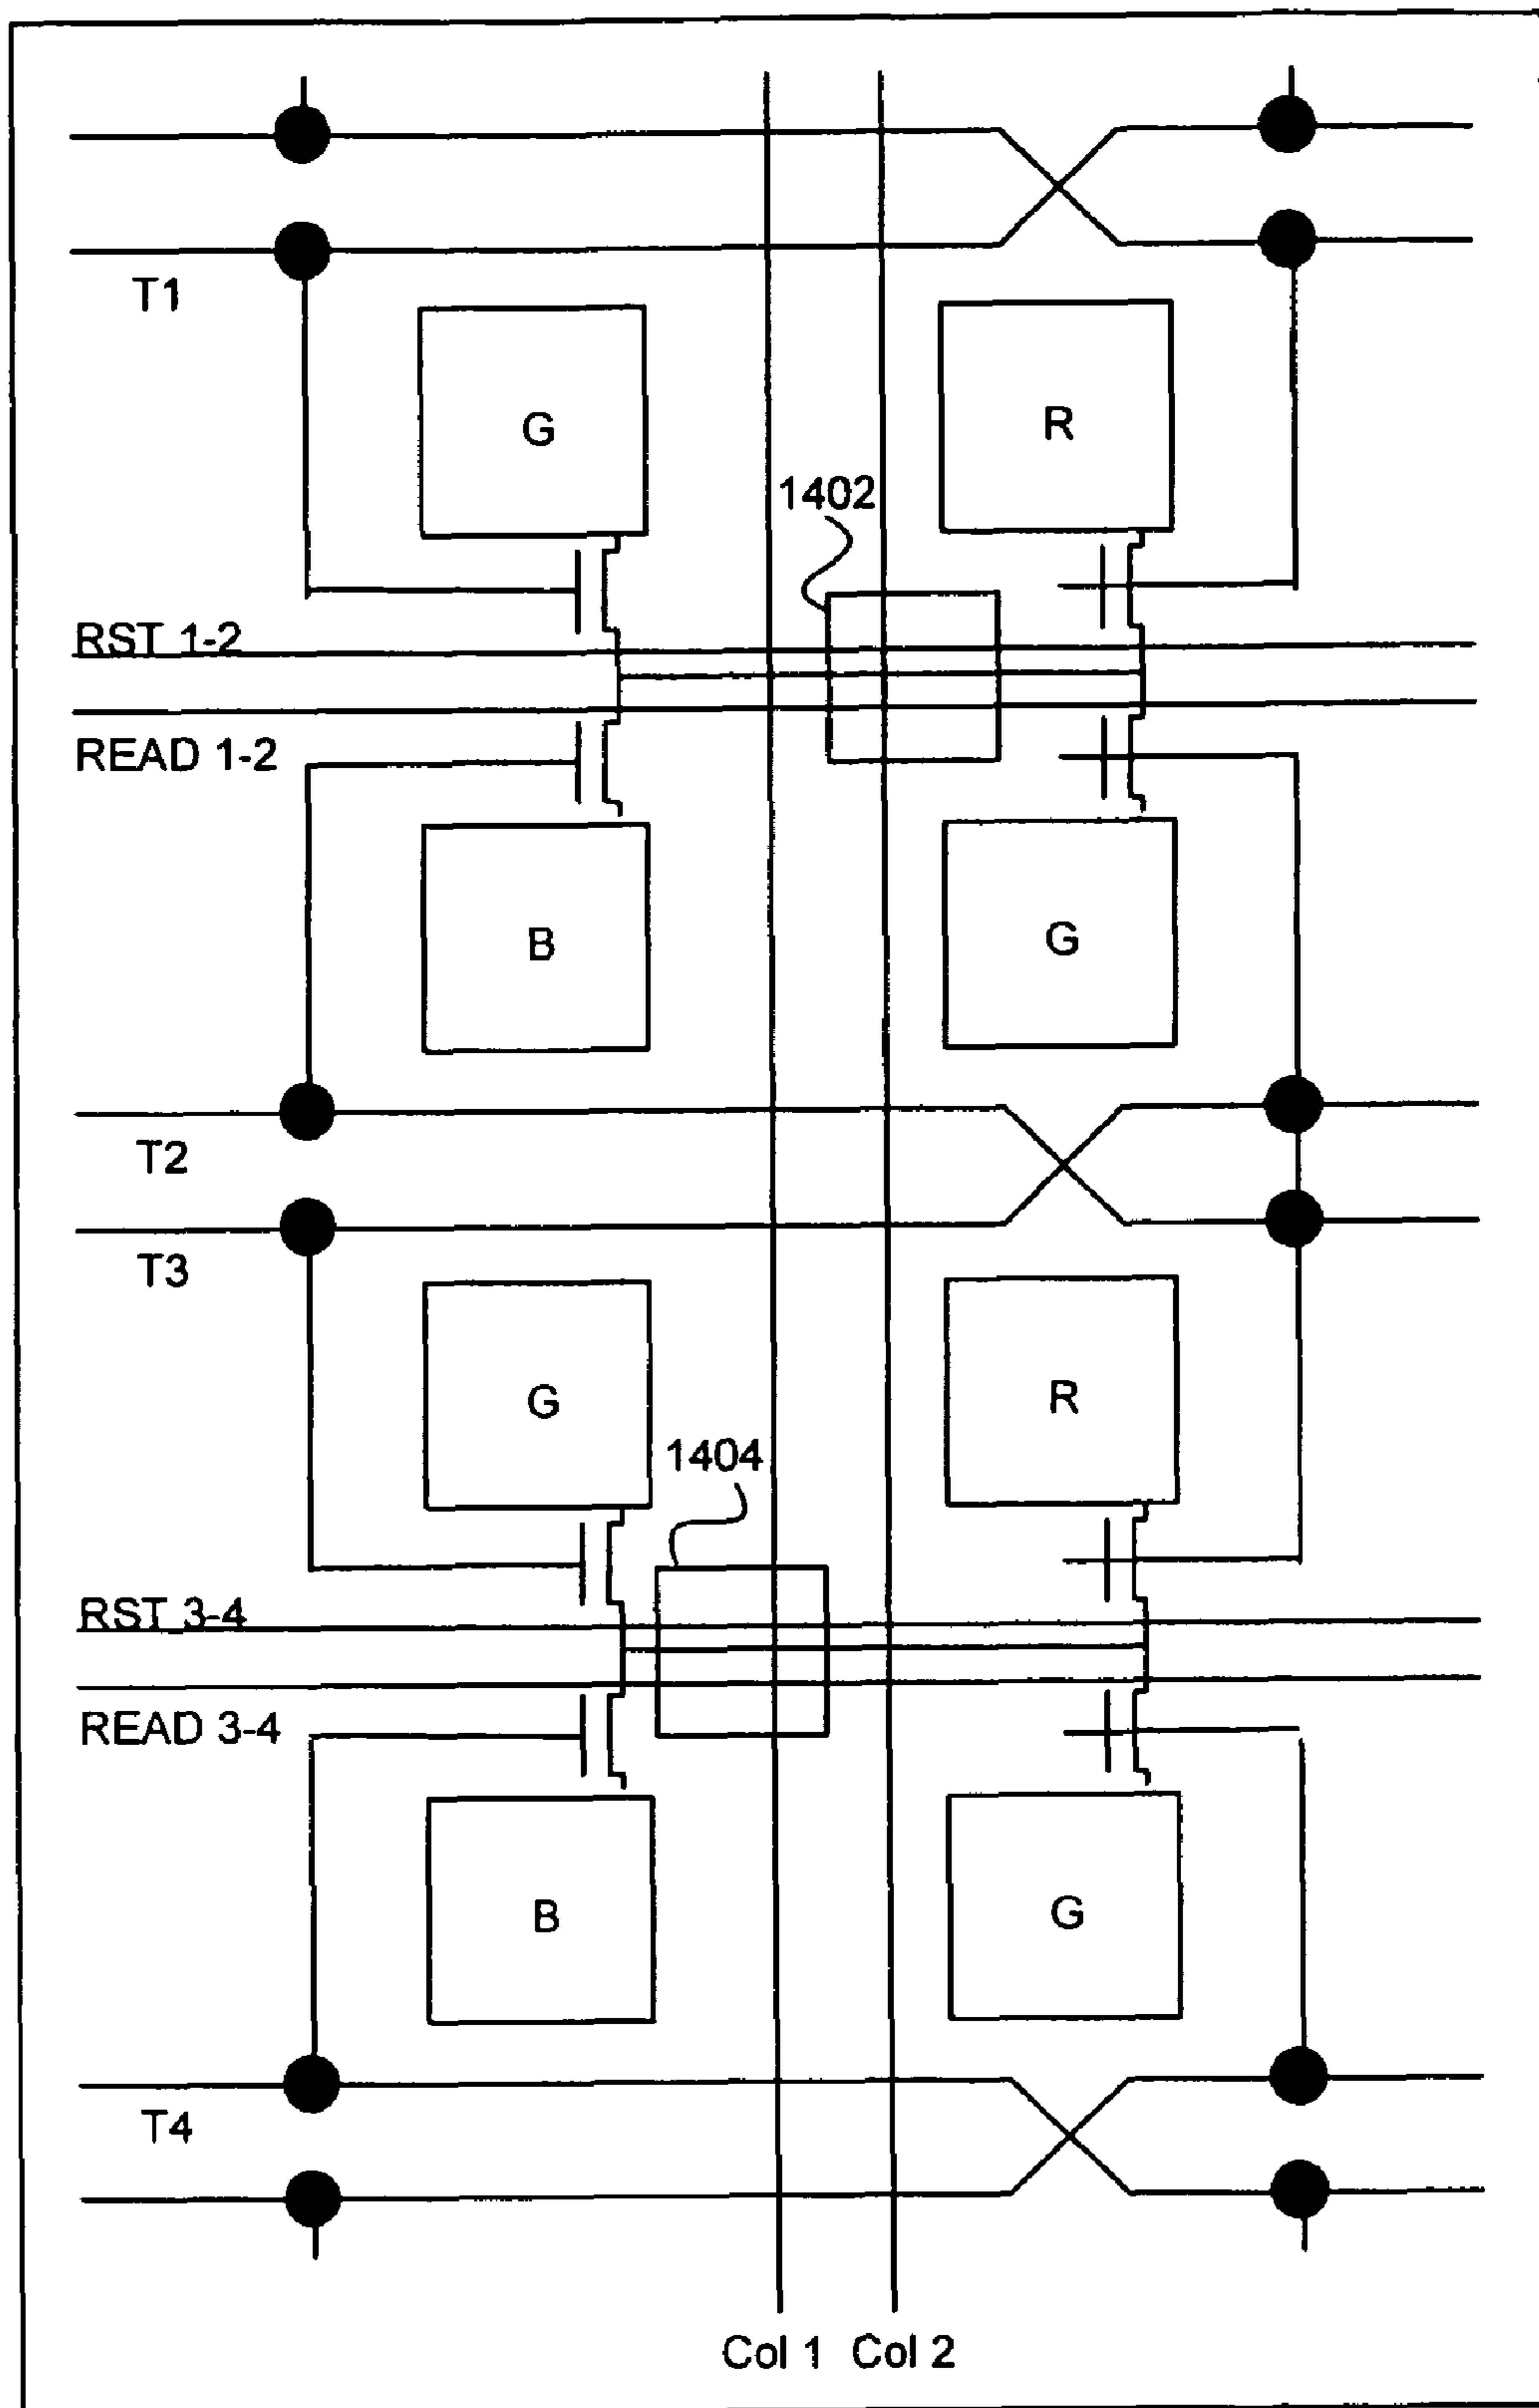 T1
G
R
1402
RST 1-2
READ 1-2
B
G
T2
T3
G
R
1404
RST 3-4
READ 3-4
B
G
T4
Col 1 Col 2